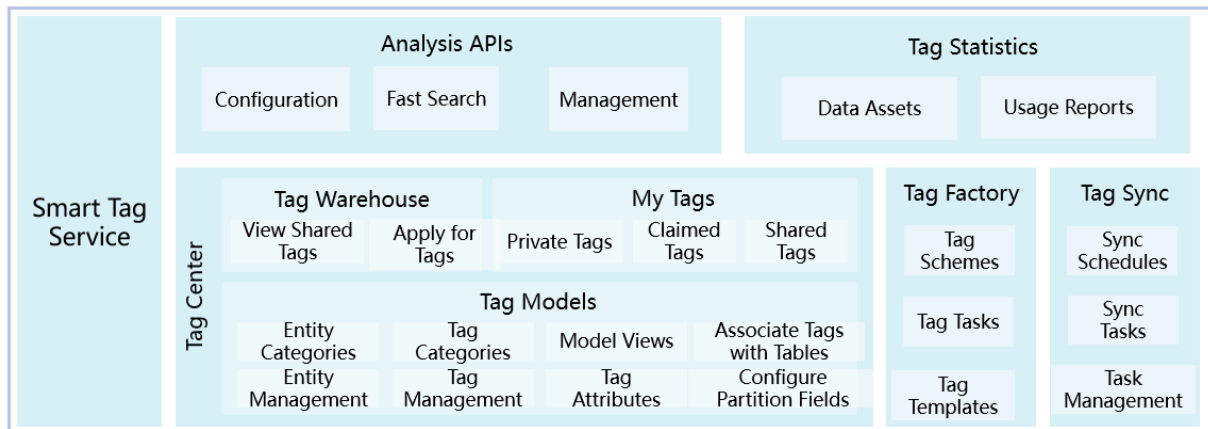 Smart Tag
Service
Analysis APIs
Configuration
Fast Search
Management
Tag Statistics
Data Assets
Usage Reports
Tag Center
Tag Warehouse
View Shared
Tags
Apply for
Tags
My Tags
Private Tags
Claimed
Tags
Shared
Tags
Tag Models
Entity
Categories
Tag
Categories
Model Views
Associate Tags
with Tables
Entity
Management
Tag
Management
Tag
Attributes
Configure
Partition Fields
Tag Factory
Tag
Schemes
Tag Tasks
Tag
Templates
Tag Sync
Sync
Schedules
Sync
Tasks
Task
Management